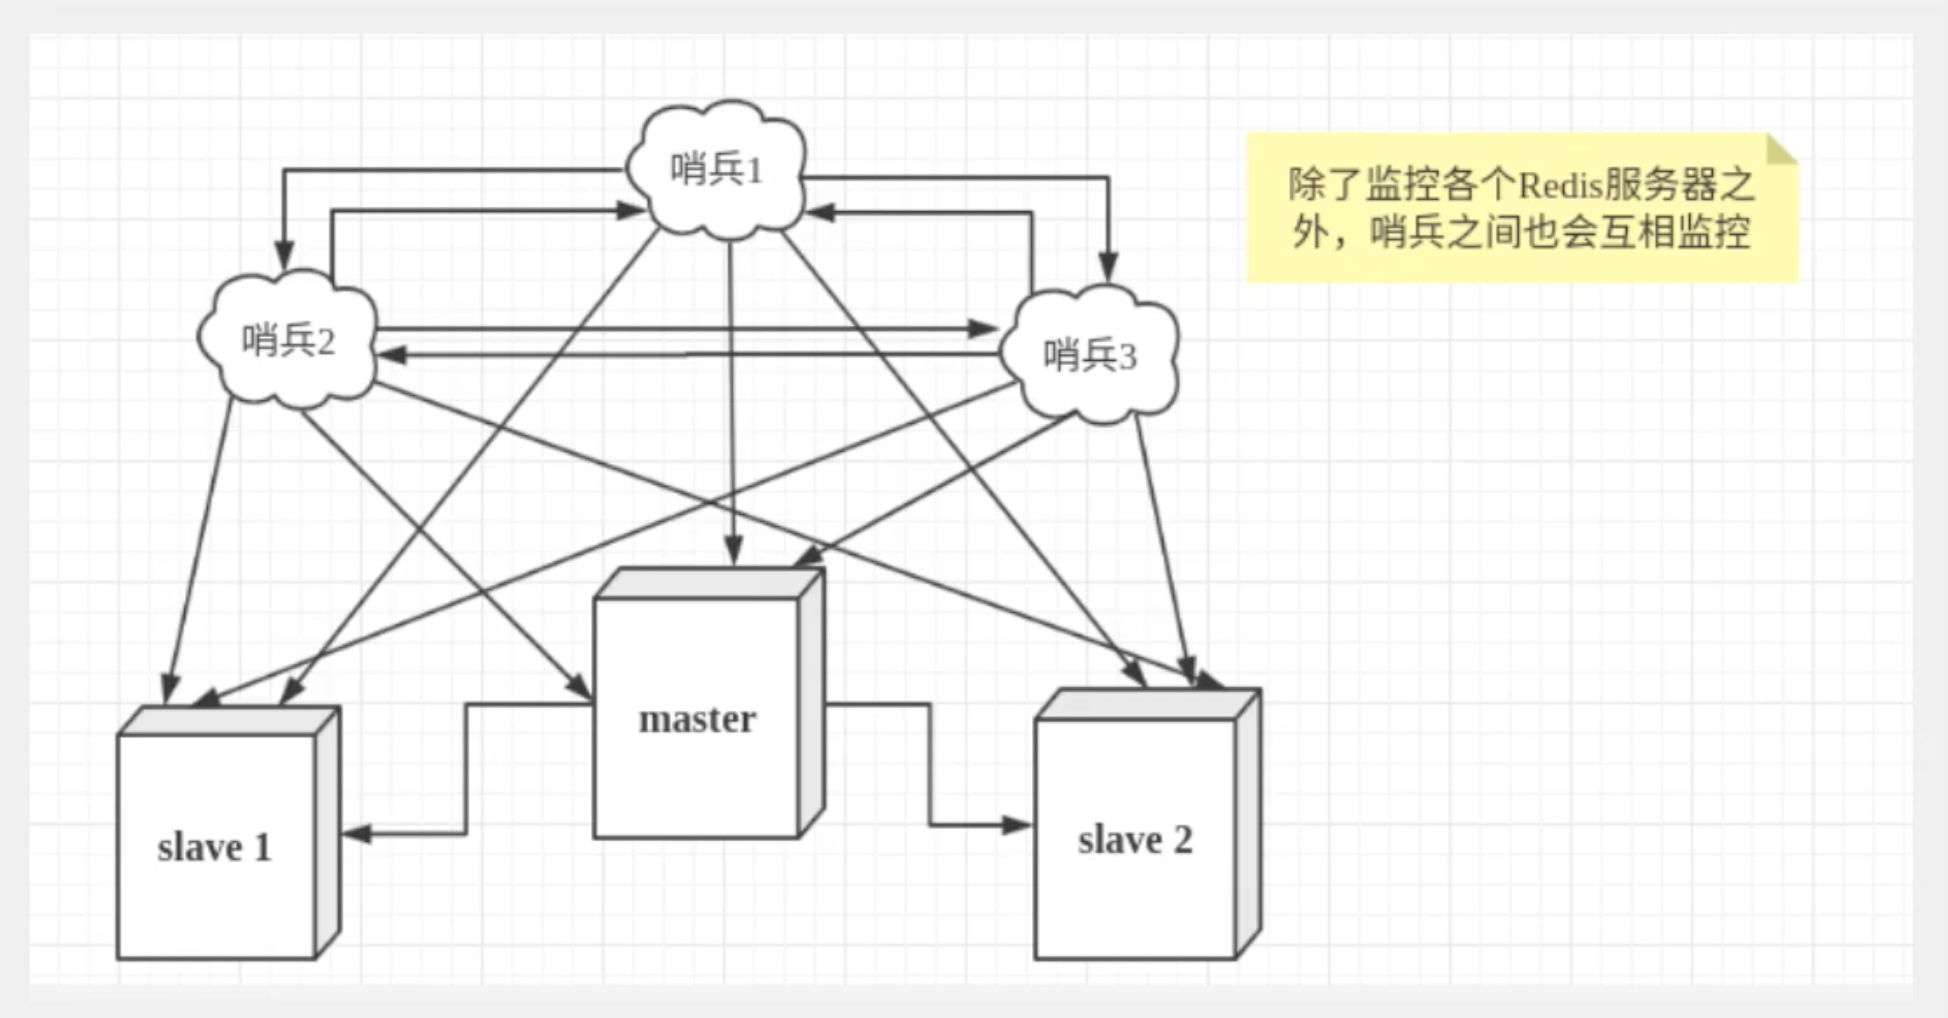 哨兵1
除了监控各个Redis服务器之
外，哨兵之间也会互相监控
哨兵2
哨兵3
master
slave 1
slave 2